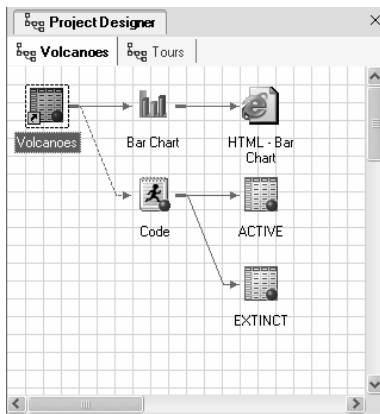 Project Designer
Volcanoes
Tours
Volcanoes
Bar Chart
HTML - Bar
Chart
Code
ACTIVE
EXTINCT